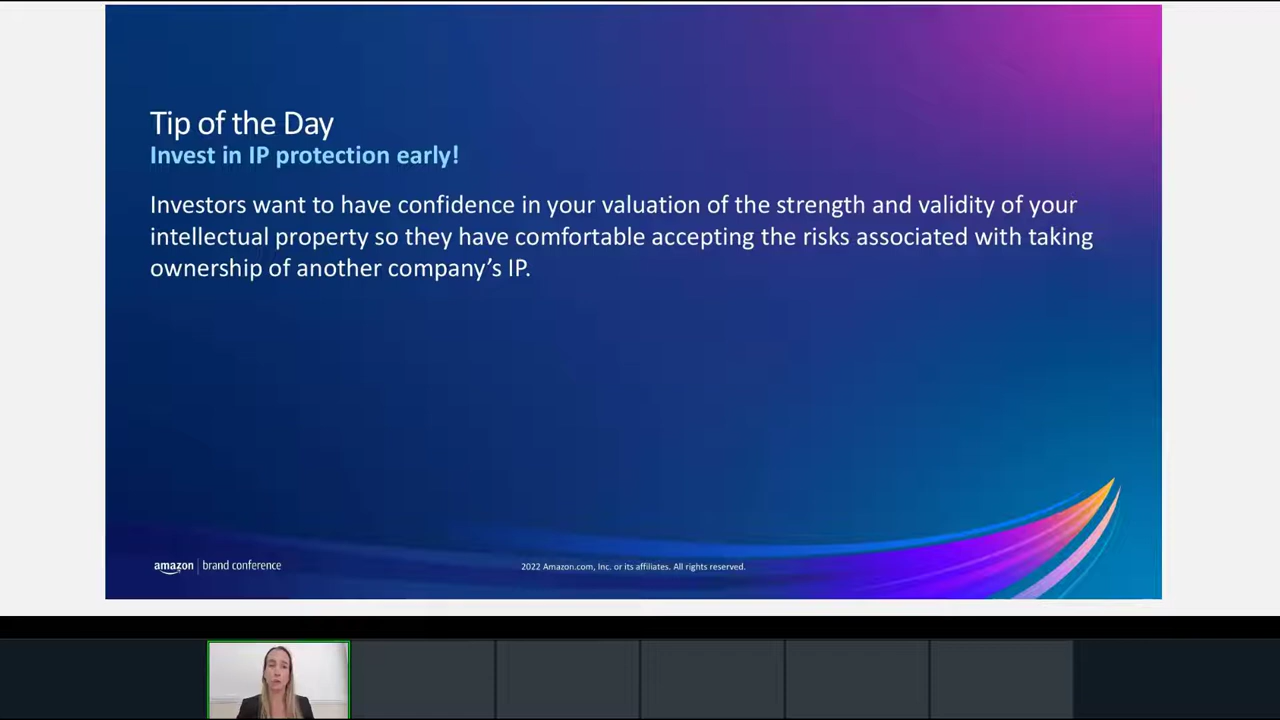 Tip of the Day
Invest in IP protection early!
Investors want to have confidence in your valuation of the strength and validity of your
intellectual property so they have comfortable accepting the risks associated with taking
ownership of another company’s IP.
amazon | brand conference
2022 Amazon.com, Inc. or its affiliates. All rights reserved.